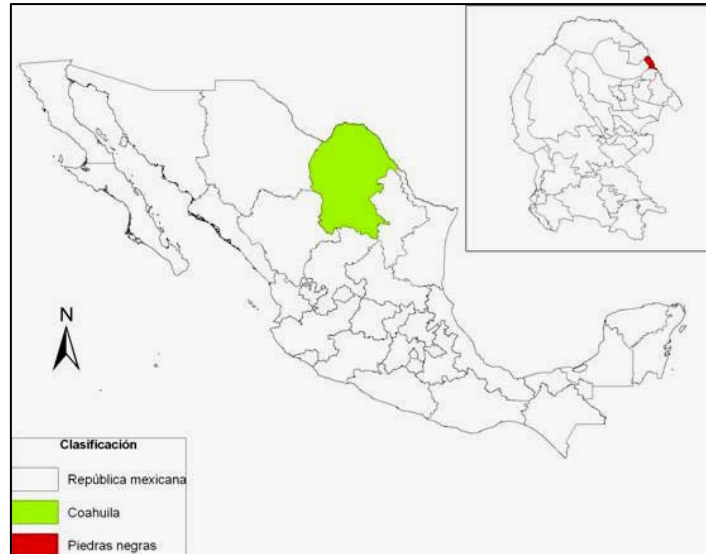 N
Clasificación
República mexicana
Coahuila
Piedras negras